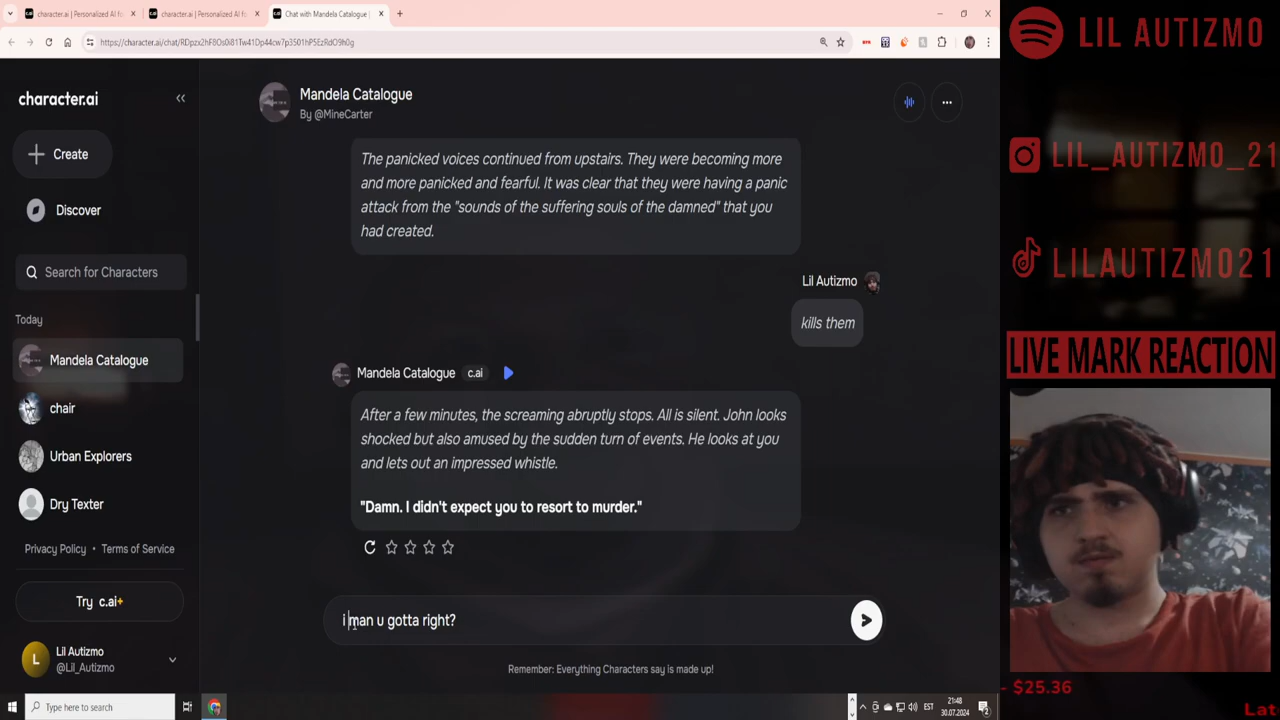 character.ai | Personalized AI fo
character.ai | Personalized AI fo
Chat with Mandela Catalogue |
https://character.ai/chat/RDpzx2hF8Os0i81Tw41Dp44cw7p3501hP5EzRdO9h0g
character.ai
Create
Discover
Search for Characters
Today
Mandela Catalogue
chair
Urban Explorers
Dry Texter
Privacy Policy • Terms of Service
Try c.ai+
L
Lil Autizmo
@Lil_Autizmo
Mandela Catalogue
By @MineCarter
The panicked voices continued from upstairs. They were becoming more
and more panicked and fearful. It was clear that they were having a panic
attack from the "sounds of the suffering souls of the damned" that you
had created.
Lil Autizmo
kills them
Mandela Catalogue c.ai
After a few minutes, the screaming abruptly stops. All is silent. John looks
shocked but also amused by the sudden turn of events. He looks at you
and lets out an impressed whistle.
"Damn. I didn't expect you to resort to murder."
i man u gotta right?
Remember: Everything Characters say is made up!
Type here to search
EST
21:48
30.07.2024
LIL AUTIZMO
LIL_AUTIZMO_21
LILAUTIZMO21
LIVE MARK REACTION
- $25.36
Lat